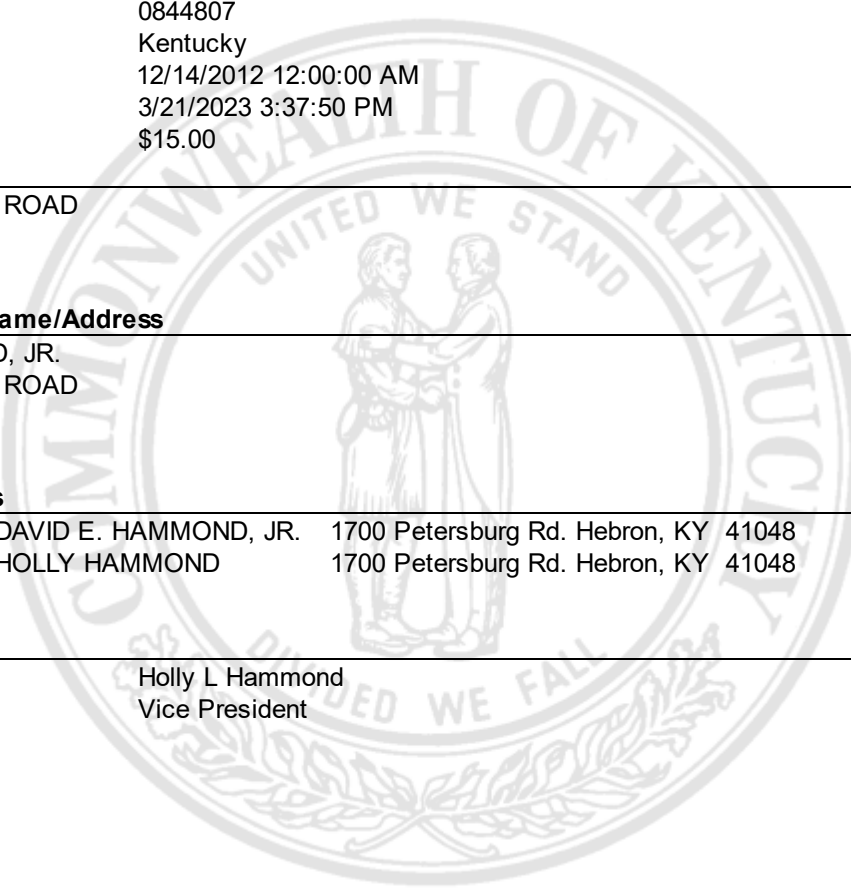 0844807
Kentucky
12/14/2012 12:00:00 AM
3/21/2023 3:37:50 PM
$15.00
ROAD
ame/Address
D, JR.
ROAD
s
DAVID E. HAMMOND, JR. 1700 Petersburg Rd. Hebron, KY 41048
HOLLY HAMMOND 1700 Petersburg Rd. Hebron, KY 41048
Holly L Hammond
Vice President
COMMONWEALTH OF KENTUCKY
UNITED WE STAND
DIVIDED WE FALL